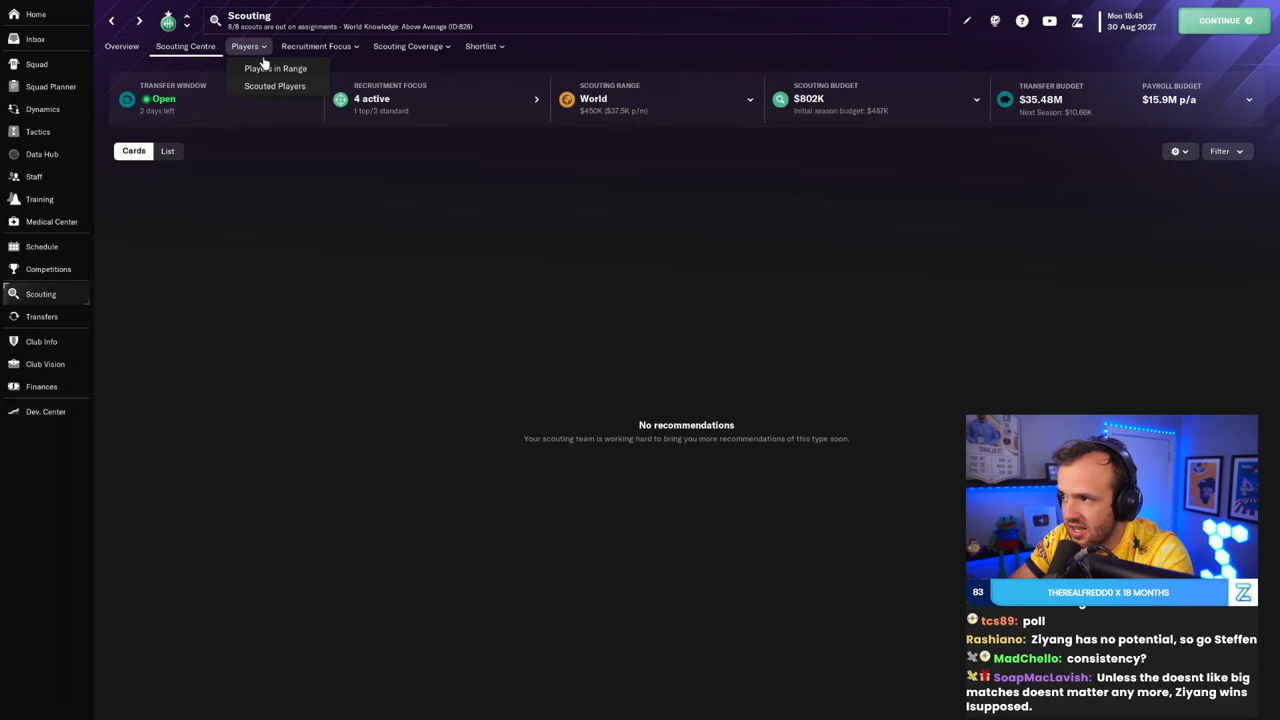 Home
Inbox
Squad
Squad Planner
Dynamics
Tactics
Data Hub
Staff
Training
Medical Center
Schedule
Competitions
Scouting
Transfers
Club Info
Club Vision
Finances
Dev. Center
Scouting
8/8 scouts are out on assignments - World Knowledge: Above Average (ID:828)
Mon 18:45
30 Aug 2027
CONTINUE
Overview
Scouting Centre
Players
Recruitment Focus
Scouting Coverage
Shortlist
Players in Range
Scouted Players
TRANSFER WINDOW
Open
2 days left
RECRUITMENT FOCUS
4 active
1 top/3 standard
SCOUTING RANGE
World
$450K ($37.5K p/m)
SCOUTING BUDGET
$802K
Initial season budget: $487K
TRANSFER BUDGET
$35.48M
Next Season: $10.66K
PAYROLL BUDGET
$15.9M p/a
Cards
List
Filter
No recommendations
Your scouting team is working hard to bring you more recommendations of this type soon.
83
THEREALFREDD0 X 18 MONTHS
tcs89: poll
Rashiano: Ziyang has no potential, so go Steffen
MadChello: consistency?
SoapMacLavish: Unless the doesnt like big
matches doesnt matter any more, Ziyang wins
Isupposed.